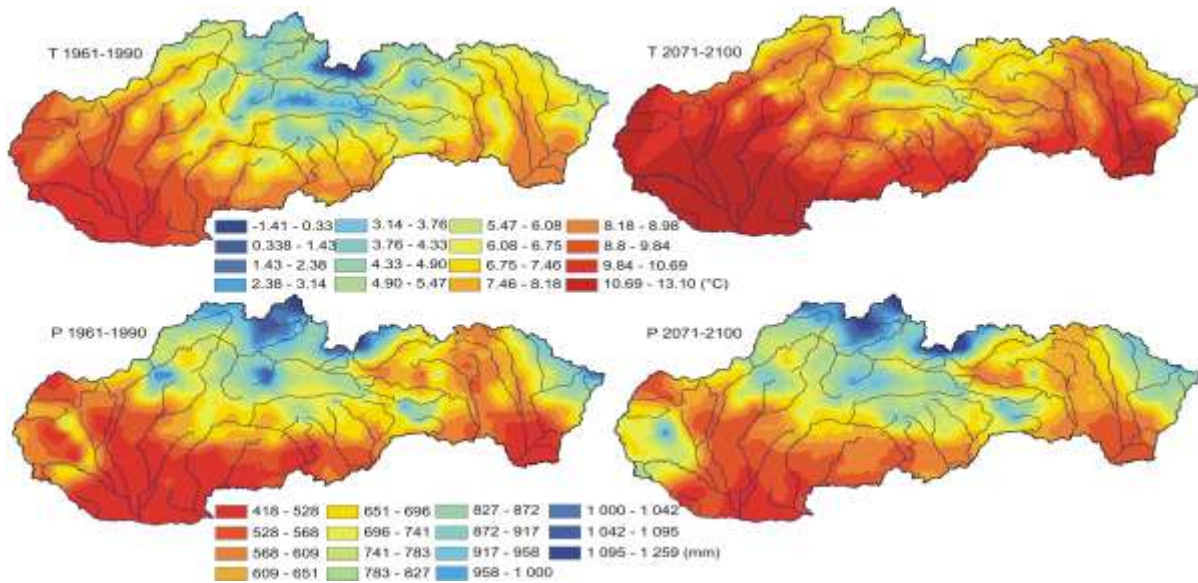 T 1961-1990
T 2071-2100
-1.41 - 0.33 3.14 - 3.76 5.47 - 6.08 8.18 - 8.98
0.338 - 1.43 3.76 - 4.33 6.08 - 6.75 8.8 - 9.84
1.43 - 2.38 4.33 - 4.90 6.75 - 7.46 9.84 - 10.69
2.38 - 3.14 4.90 - 5.47 7.46 - 8.18 10.69 - 13.10 (°C)
P 1961-1990
P 2071-2100
418 - 528 651 - 696 827 - 872 1 000 - 1 042
528 - 568 696 - 741 872 - 917 1 042 - 1 095
568 - 609 741 - 783 917 - 958 1 095 - 1 259 (mm)
609 - 651 783 - 827 958 - 1 000